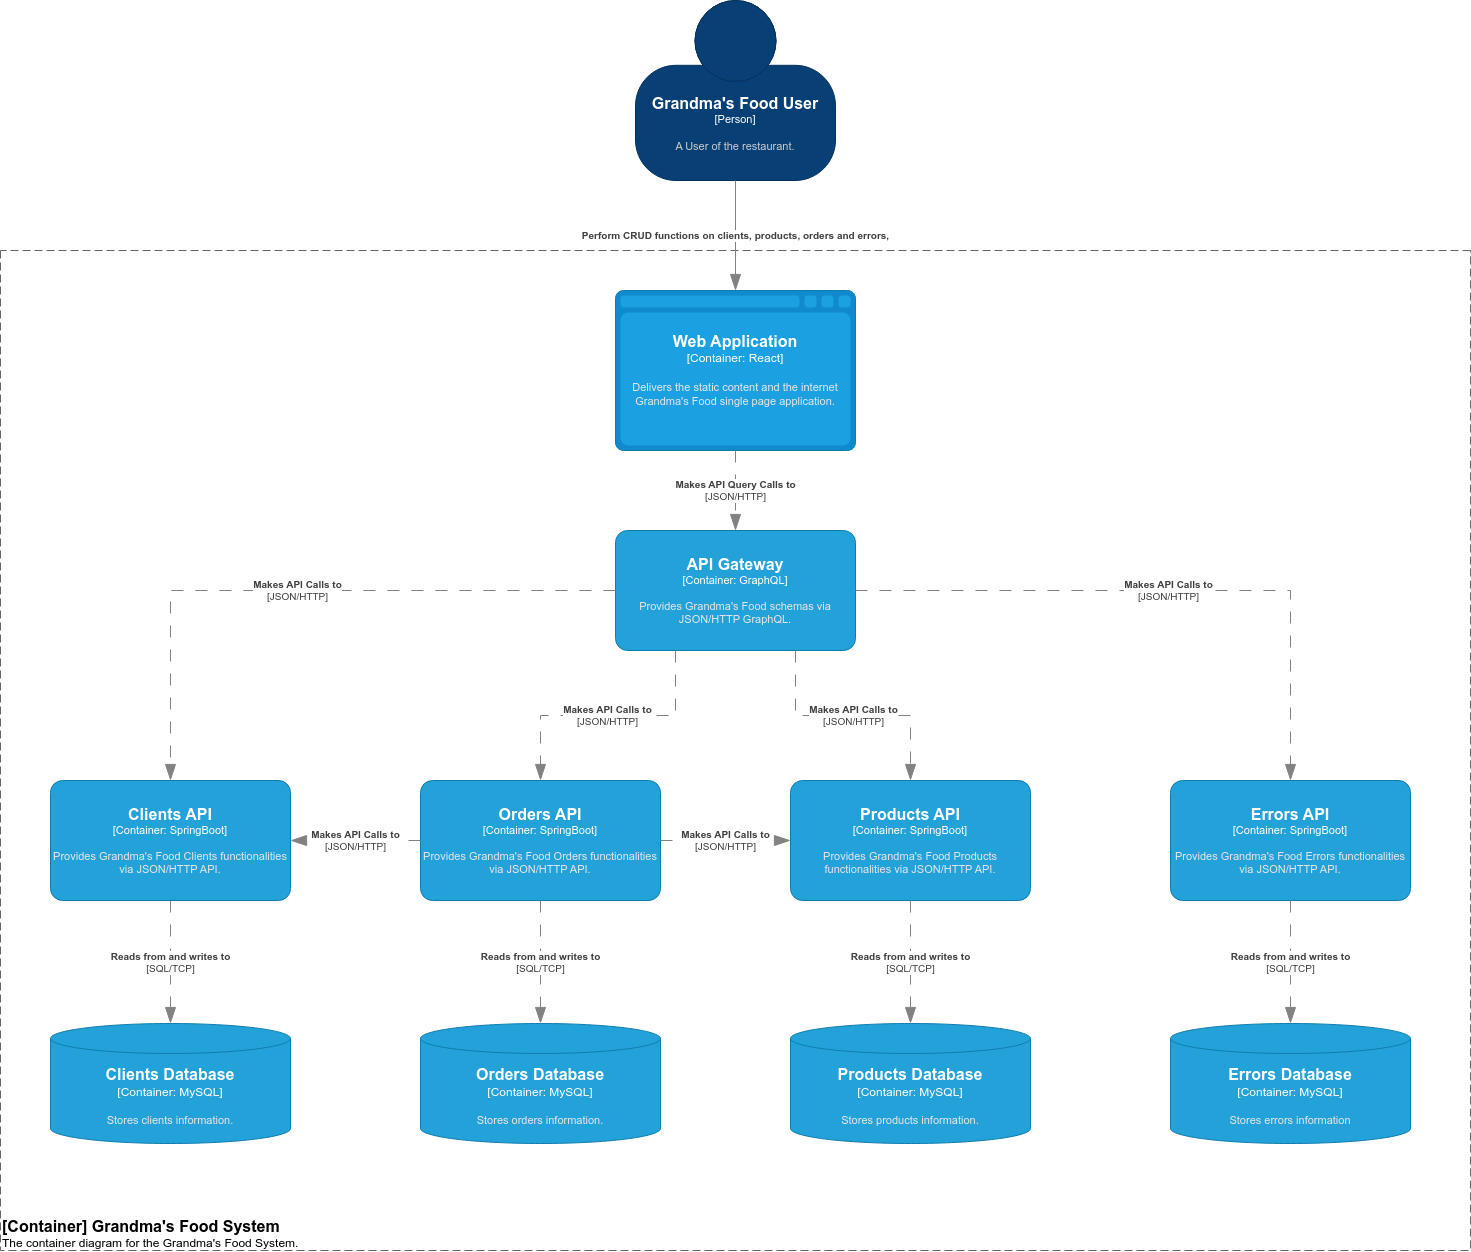 Grandma's Food User
[Person]
A User of the restaurant.
Perform CRUD functions on clients, products, orders and errors,
Web Application
[Container: React]
Delivers the static content and the internet
Grandma's Food single page application.
Makes API Query Calls to
[JSON/HTTP]
API Gateway
[Container: GraphQL]
Provides Grandma's Food schemas via
JSON/HTTP GraphQL.
Makes API Calls to
[JSON/HTTP]
Makes API Calls to
[JSON/HTTP]
Makes API Calls to
[JSON/HTTP]
Makes API Calls to
[JSON/HTTP]
Clients API
[Container: SpringBoot]
Provides Grandma's Food Clients functionalities
via JSON/HTTP API.
Makes API Calls to
[JSON/HTTP]
Orders API
[Container: SpringBoot]
Provides Grandma's Food Orders functionalities
via JSON/HTTP API.
Makes API Calls to
[JSON/HTTP]
Products API
[Container: SpringBoot]
Provides Grandma's Food Products
functionalities via JSON/HTTP API.
Errors API
[Container: SpringBoot]
Provides Grandma's Food Errors functionalities
via JSON/HTTP API.
Reads from and writes to
[SQL/TCP]
Reads from and writes to
[SQL/TCP]
Reads from and writes to
[SQL/TCP]
Reads from and writes to
[SQL/TCP]
Clients Database
[Container: MySQL]
Stores clients information.
Orders Database
[Container: MySQL]
Stores orders information.
Products Database
[Container: MySQL]
Stores products information.
Errors Database
[Container: MySQL]
Stores errors information
[Container] Grandma's Food System
The container diagram for the Grandma's Food System.